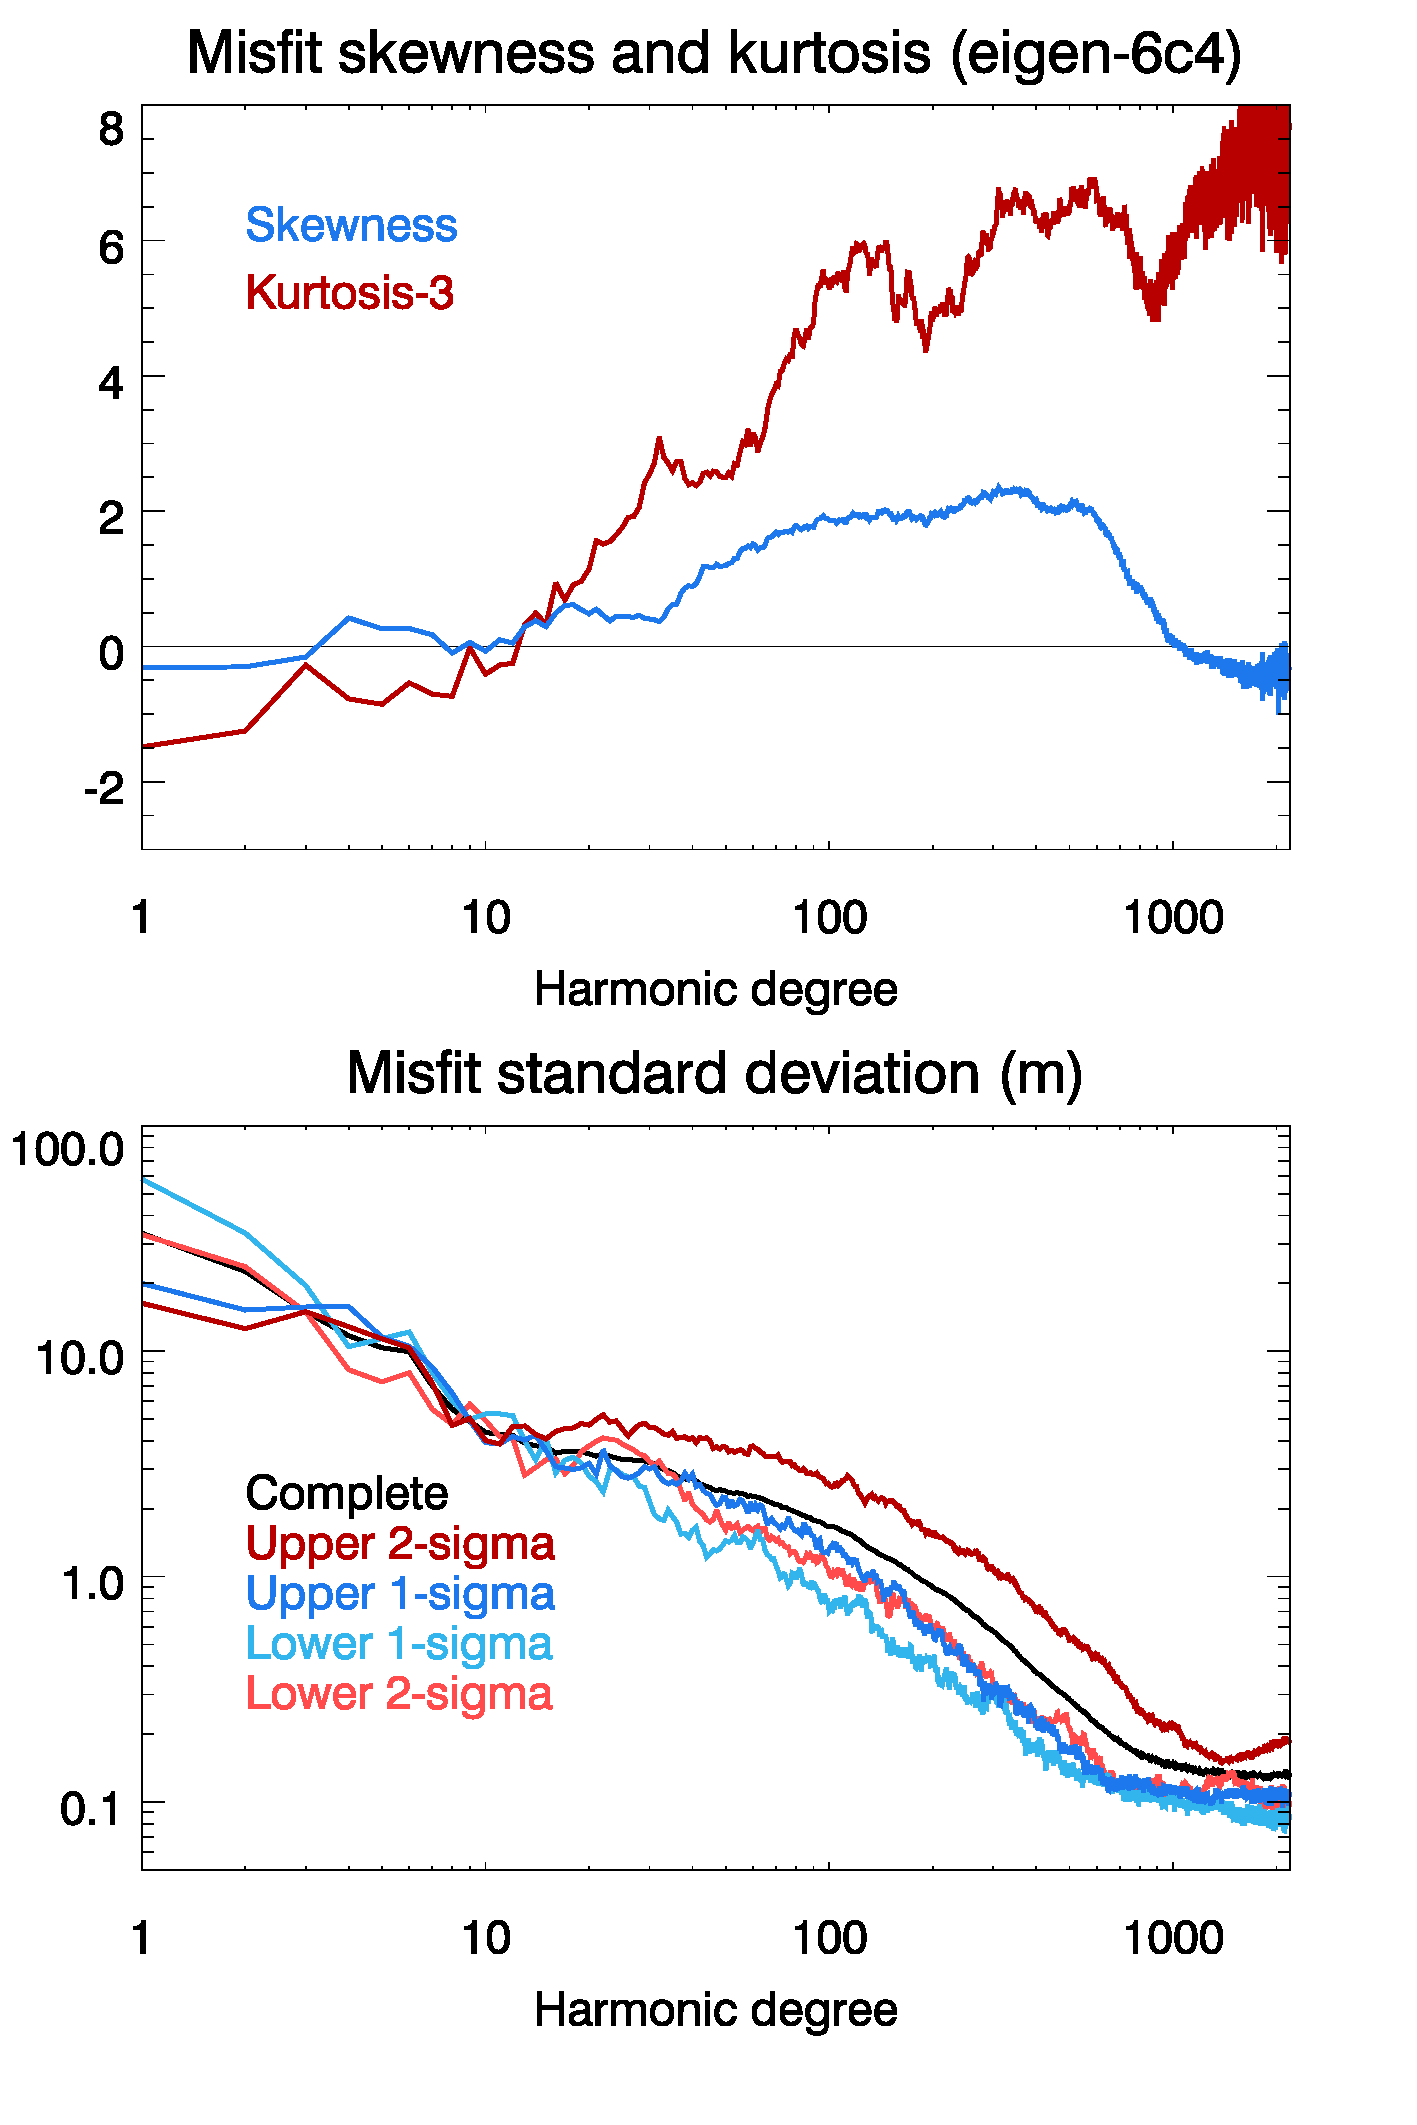 Misfit skewness and kurtosis (eigen-6c4)
8
Skewness
6
Kurtosis-3
4
2
0
-2
1 10 100 1000
Harmonic degree
Misfit standard deviation (m)
100.0
10.0
Complete
Upper 2-sigma
1.0
Upper 1-sigma
Lower 1-sigma
Lower 2-sigma
0.1
1 10 100 1000
Harmonic degree